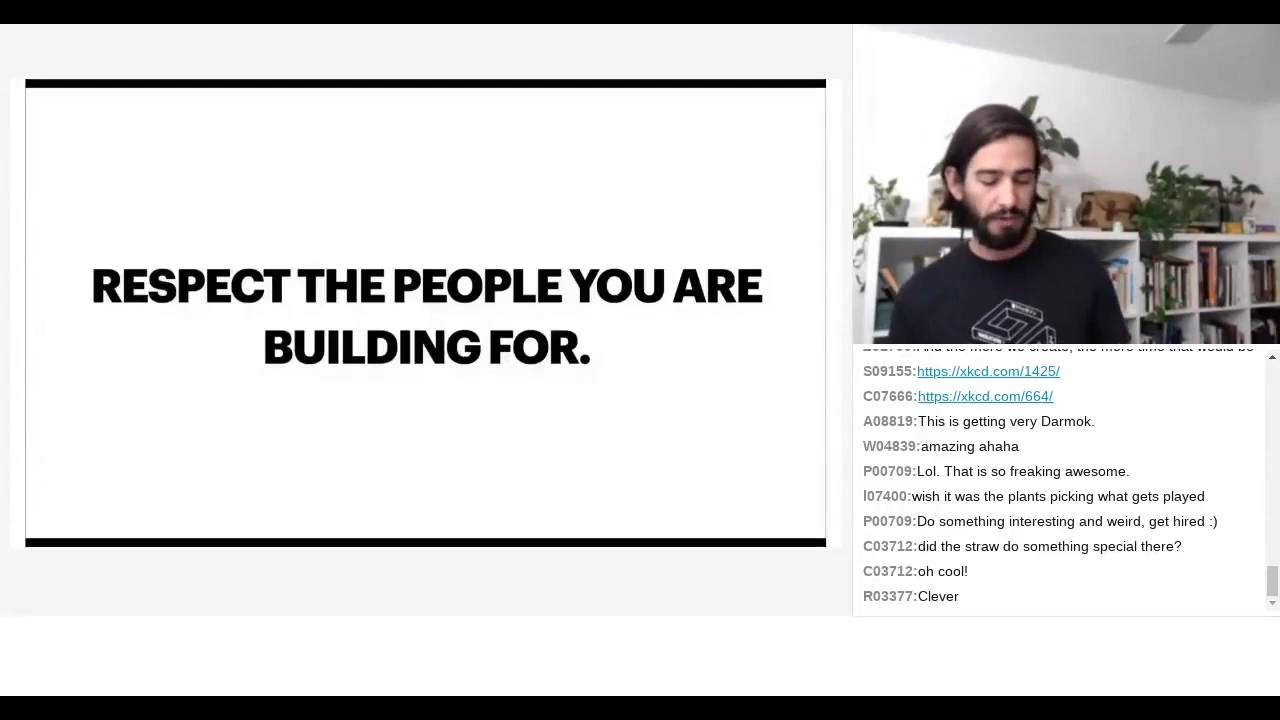 RESPECT THE PEOPLE YOU ARE
BUILDING FOR.
S09155:https://xkcd.com/1425/
C07666:https://xkcd.com/664/
A08819:This is getting very Darmok.
W04839:amazing ahaha
P00709:Lol. That is so freaking awesome.
l07400:wish it was the plants picking what gets played
P00709:Do something interesting and weird, get hired :)
C03712:did the straw do something special there?
C03712:oh cool!
R03377:Clever